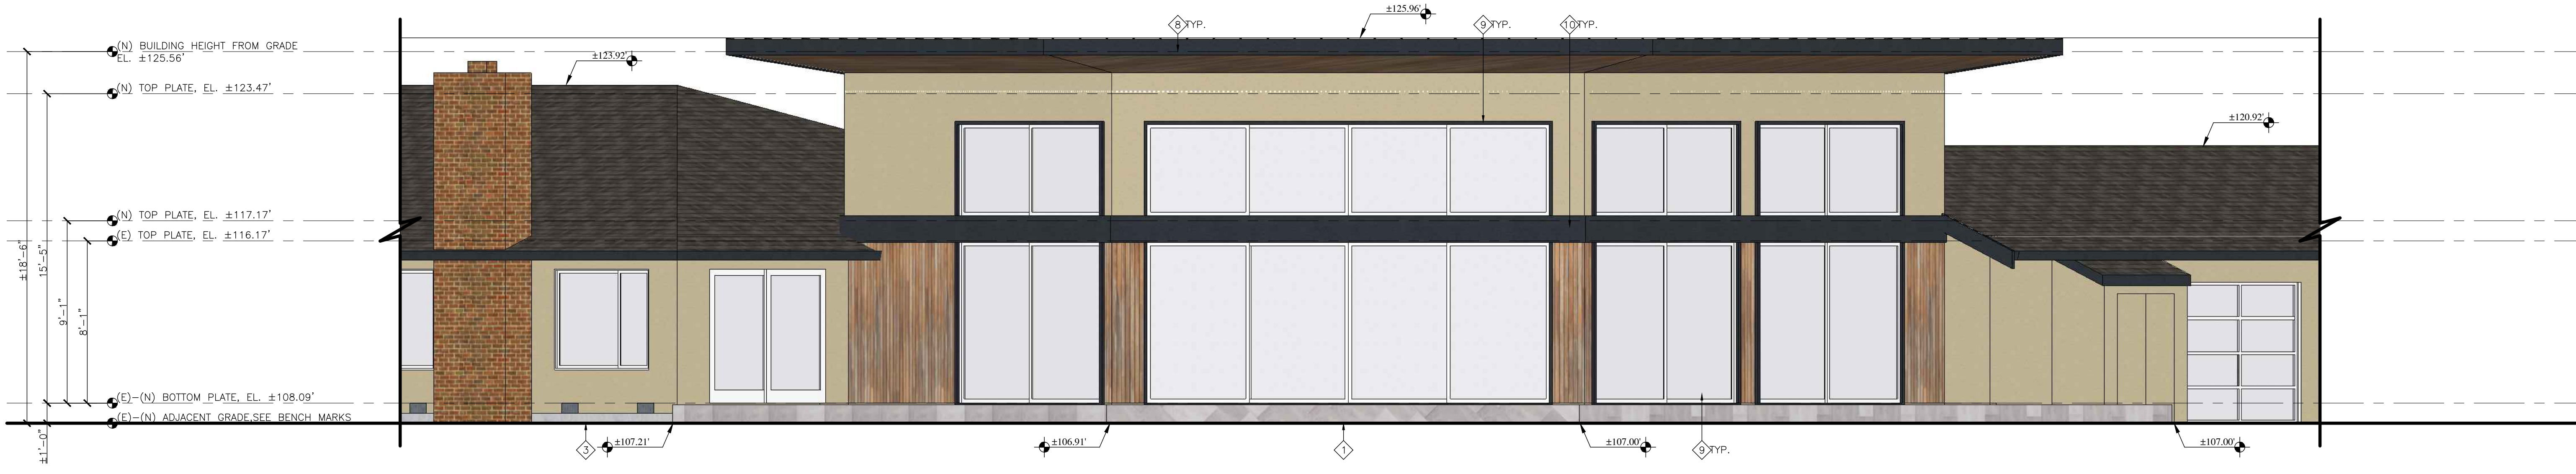 ±125.96'
8 TYP.
9 TYP.
10 TYP.
(N) BUILDING HEIGHT FROM GRADE
EL. ±125.56'
±123.92'
(N) TOP PLATE, EL. ±123.47'
±120.92'
(N) TOP PLATE, EL. ±117.17'
(E) TOP PLATE, EL. ±116.17'
±18'-6"
15'-5"
9'-1"
8'-1"
(E)-(N) BOTTOM PLATE, EL. ±108.09'
(E)-(N) ADJACENT GRADE,SEE BENCH MARKS
±1'-0"
3
±107.21'
±106.91'
1
±107.00'
9 TYP.
±107.00'